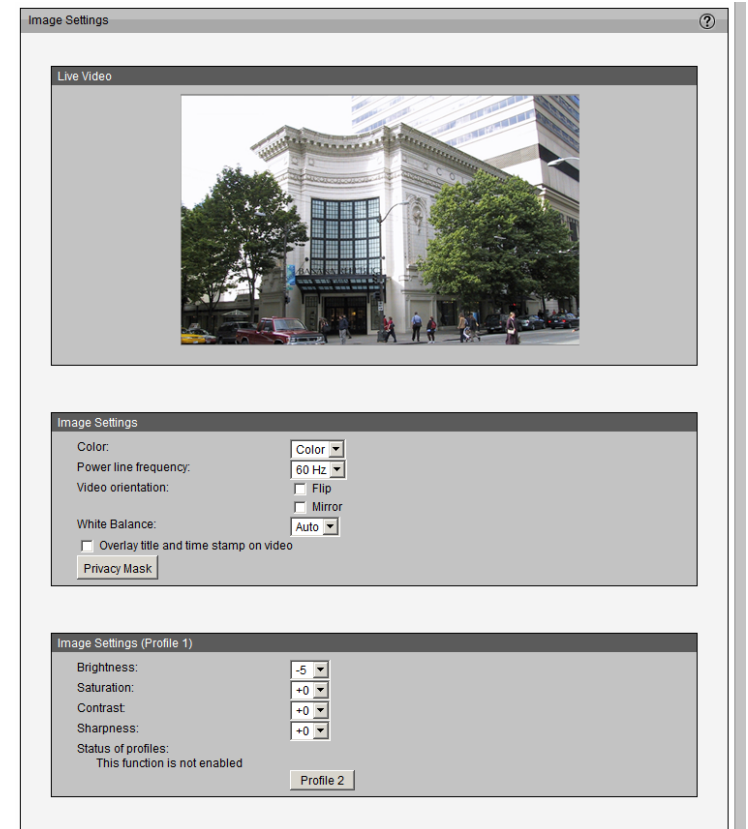 Image Settings
?
Live Video
Image Settings
Color:
Color
Power line frequency:
60 Hz
Video orientation:
Flip
Mirror
White Balance:
Auto
Overlay title and time stamp on video
Privacy Mask
Image Settings (Profile 1)
Brightness:
-5
Saturation:
+0
Contrast:
+0
Sharpness:
+0
Status of profiles:
This function is not enabled
Profile 2